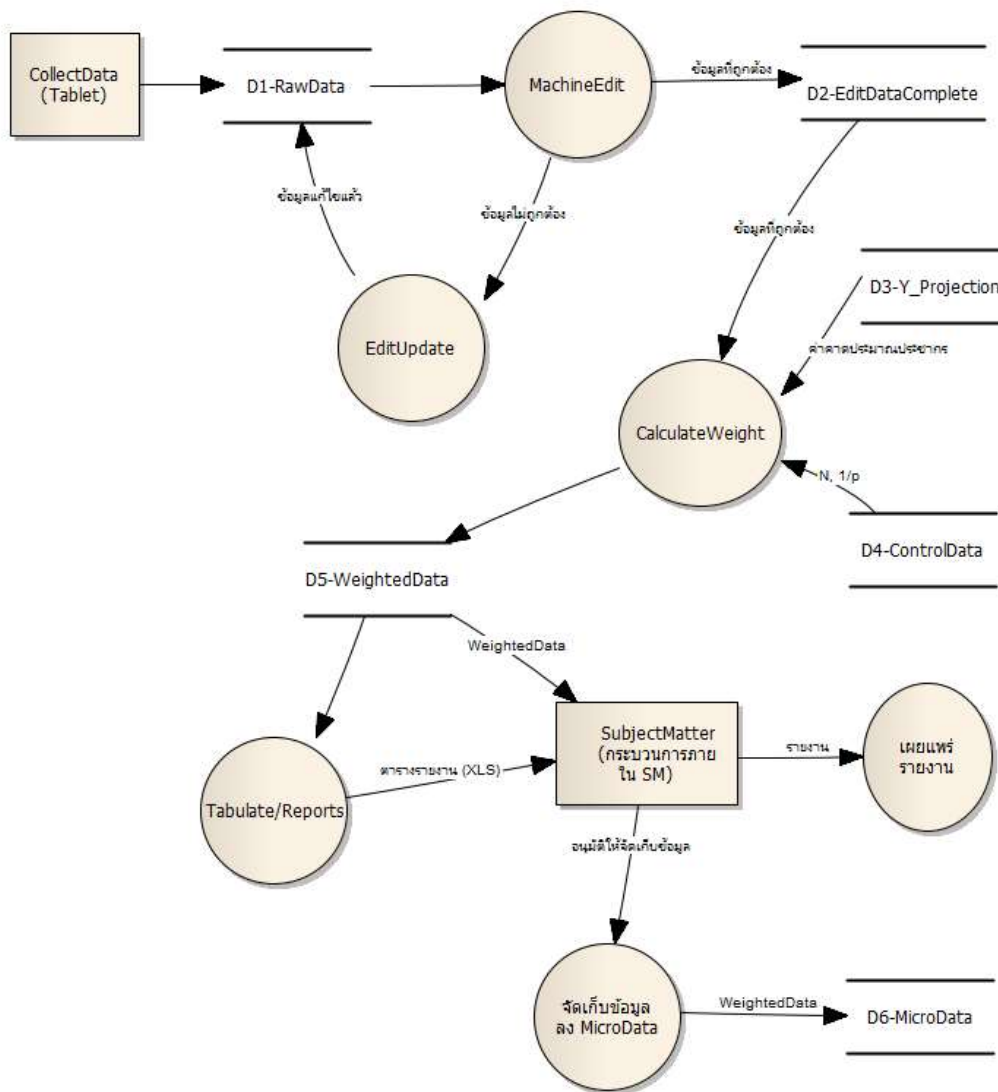 CollectData
(Tablet)
D1-RawData
MachineEdit
ข้อมูลที่ถูกต้อง
D2-EditDataComplete
ข้อมูลแก้ไขแล้ว
ข้อมูลไม่ถูกต้อง
ข้อมูลที่ถูกต้อง
D3-Y_Projection
EditUpdate
ค่าคาดประมาณประชากร
CalculateWeight
N, 1/p
D4-ControlData
D5-WeightedData
WeightedData
SubjectMatter
(กระบวนการภาย
ใน SM)
รายงาน
เผยแพร่
รายงาน
ตารางรายงาน (XLS)
Tabulate/Reports
อนุมัติให้จัดเก็บข้อมูล
จัดเก็บข้อมูล
ลง MicroData
WeightedData
D6-MicroData